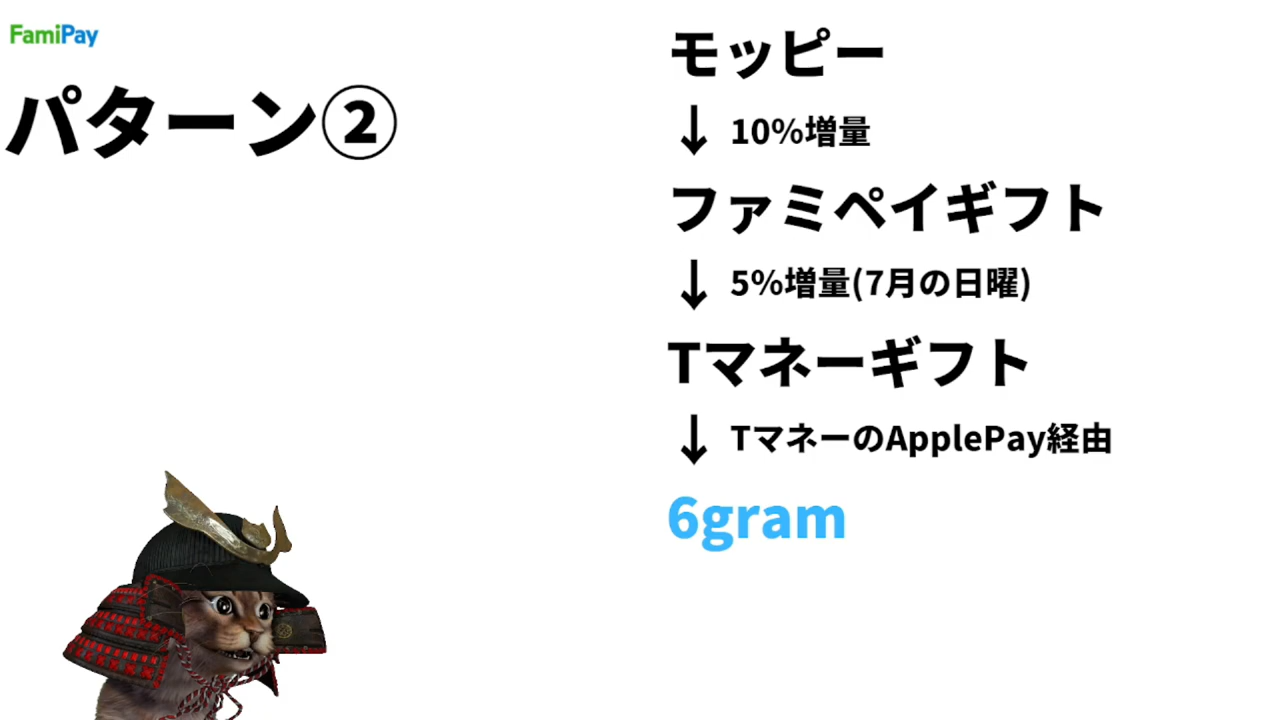 FamiPay
パターン②
モッピー
↓ 10%増量
ファミペイギフト
↓ 5%増量(7月の日曜)
Tマネーギフト
↓ TマネーのApplePay経由
6gram